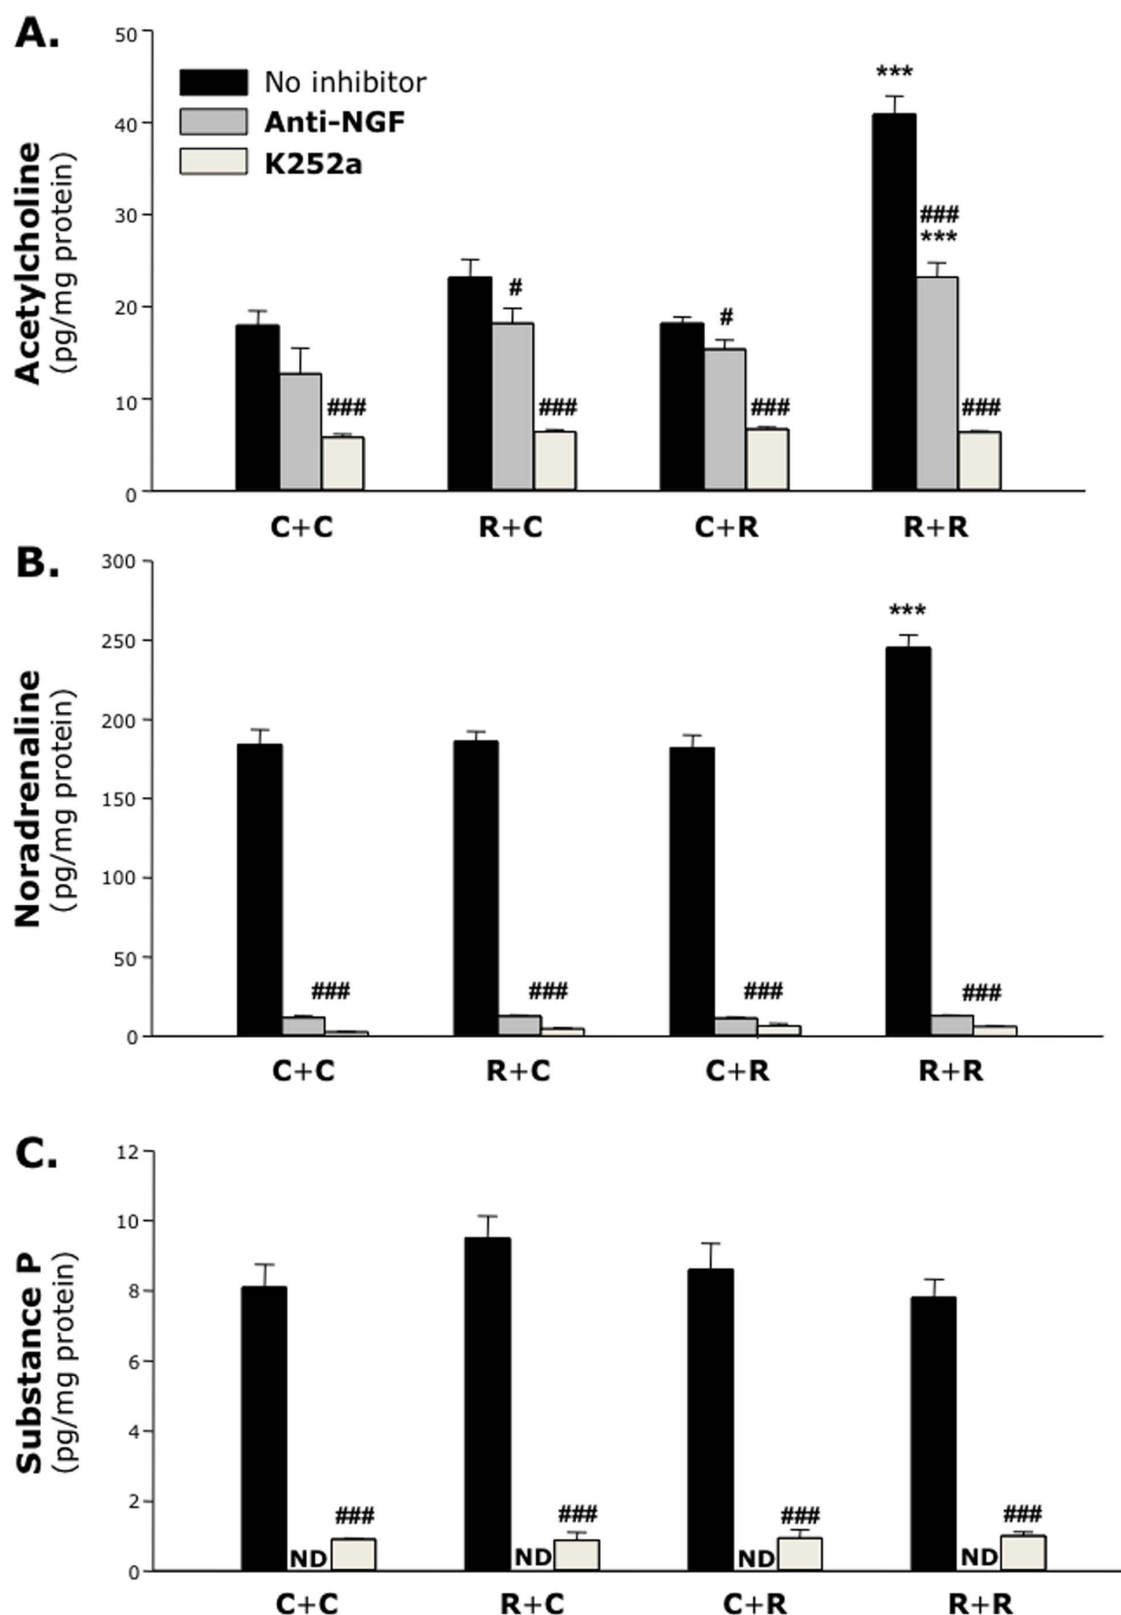 A.
Acetylcholine
(pg/mg protein)
50
40
30
20
10
0
No inhibitor
Anti-NGF
K252a
***
###
***
#
#
###
###
###
###
C+C
R+C
C+R
R+R
B.
Noradrenaline
(pg/mg protein)
300
250
200
150
100
50
0
***
###
###
###
###
C+C
R+C
C+R
R+R
C.
Substance P
(pg/mg protein)
12
10
8
6
4
2
0
###
###
###
###
ND
ND
ND
ND
C+C
R+C
C+R
R+R